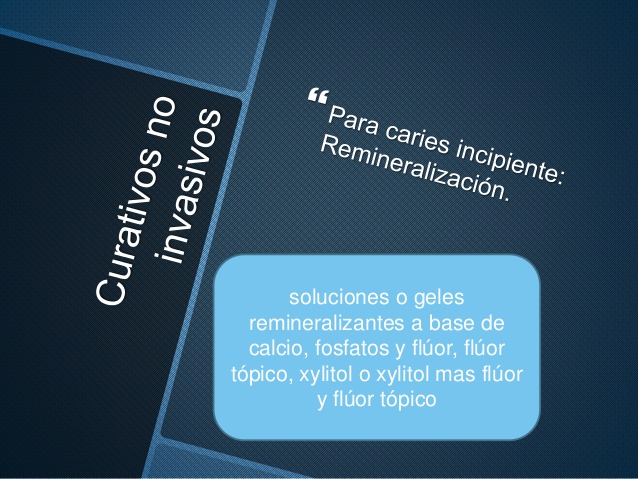 Curativos no
invasivos
“
Para caries incipiente:
Remineralización.
soluciones o geles
remineralizantes a base de
calcio, fosfatos y flúor, flúor
tópico, xylitol o xylitol mas flúor
y flúor tópico